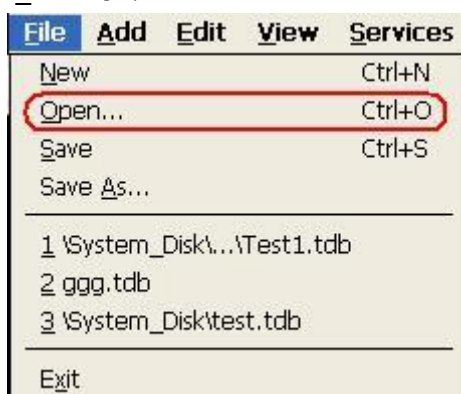 File Add Edit View Services
New Ctrl+N
Open... Ctrl+O
Save Ctrl+S
Save As...
1 \System_Disk\...\Test1.tdb
2 ggg.tdb
3 \System_Disk\test.tdb
Exit